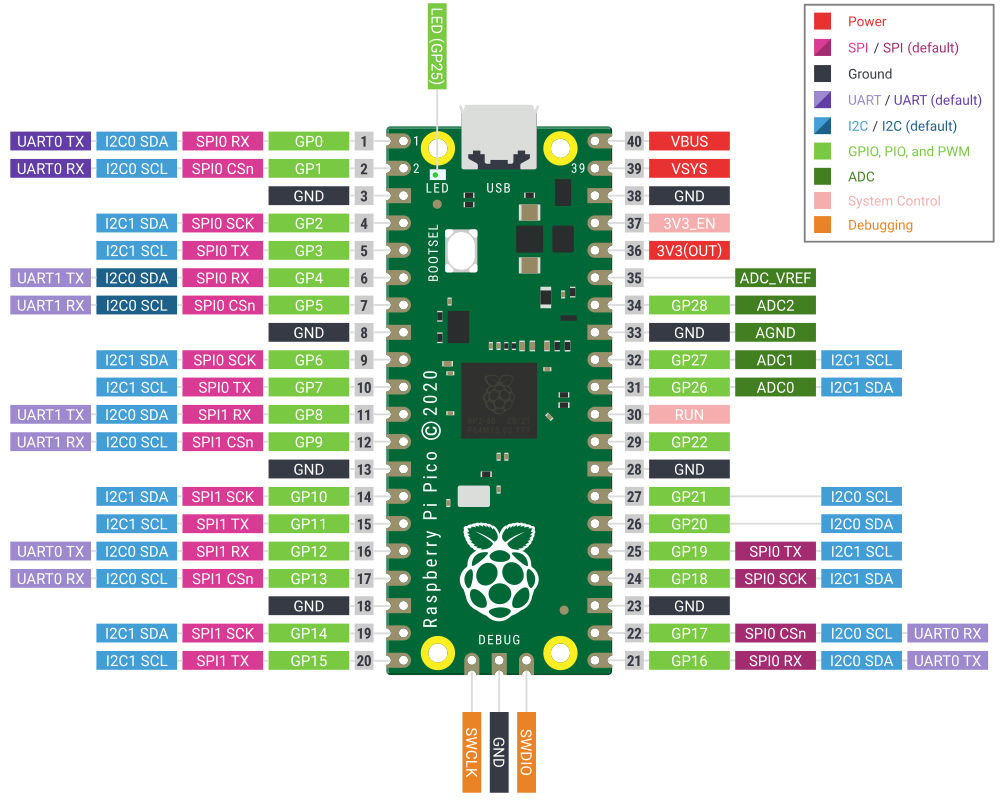 LED (GP25)
Power
SPI / SPI (default)
Ground
UART / UART (default)
I2C / I2C (default)
GPIO, PIO, and PWM
ADC
System Control
Debugging
UART0 TX I2C0 SDA SPI0 RX GP0 1 1 40 VBUS
UART0 RX I2C0 SCL SPI0 CSn GP1 2 2 39 39 VSYS
LED USB
GND 3 38 GND
I2C1 SDA SPI0 SCK GP2 4 37 3V3_EN
I2C1 SCL SPI0 TX GP3 5 36 3V3(OUT)
BOOTSEL
UART1 TX I2C0 SDA SPI0 RX GP4 6 35 ADC_VREF
UART1 RX I2C0 SCL SPI0 CSn GP5 7 34 GP28 ADC2
GND 8 33 GND AGND
I2C1 SDA SPI0 SCK GP6 9 32 GP27 ADC1 I2C1 SCL
I2C1 SCL SPI0 TX GP7 10 31 GP26 ADC0 I2C1 SDA
UART1 TX I2C0 SDA SPI1 RX GP8 11 30 RUN
UART1 RX I2C0 SCL SPI1 CSn GP9 12 29 GP22
GND 13 28 GND
Raspberry Pi Pico ©2020
I2C1 SDA SPI1 SCK GP10 14 27 GP21 I2C0 SCL
I2C1 SCL SPI1 TX GP11 15 26 GP20 I2C0 SDA
UART0 TX I2C0 SDA SPI1 RX GP12 16 25 GP19 SPI0 TX I2C1 SCL
UART0 RX I2C0 SCL SPI1 CSn GP13 17 24 GP18 SPI0 SCK I2C1 SDA
GND 18 23 GND
I2C1 SDA SPI1 SCK GP14 19 22 GP17 SPI0 CSn I2C0 SCL UART0 RX
DEBUG
I2C1 SCL SPI1 TX GP15 20 21 GP16 SPI0 RX I2C0 SDA UART0 TX
SWCLK
GND
SWDIO